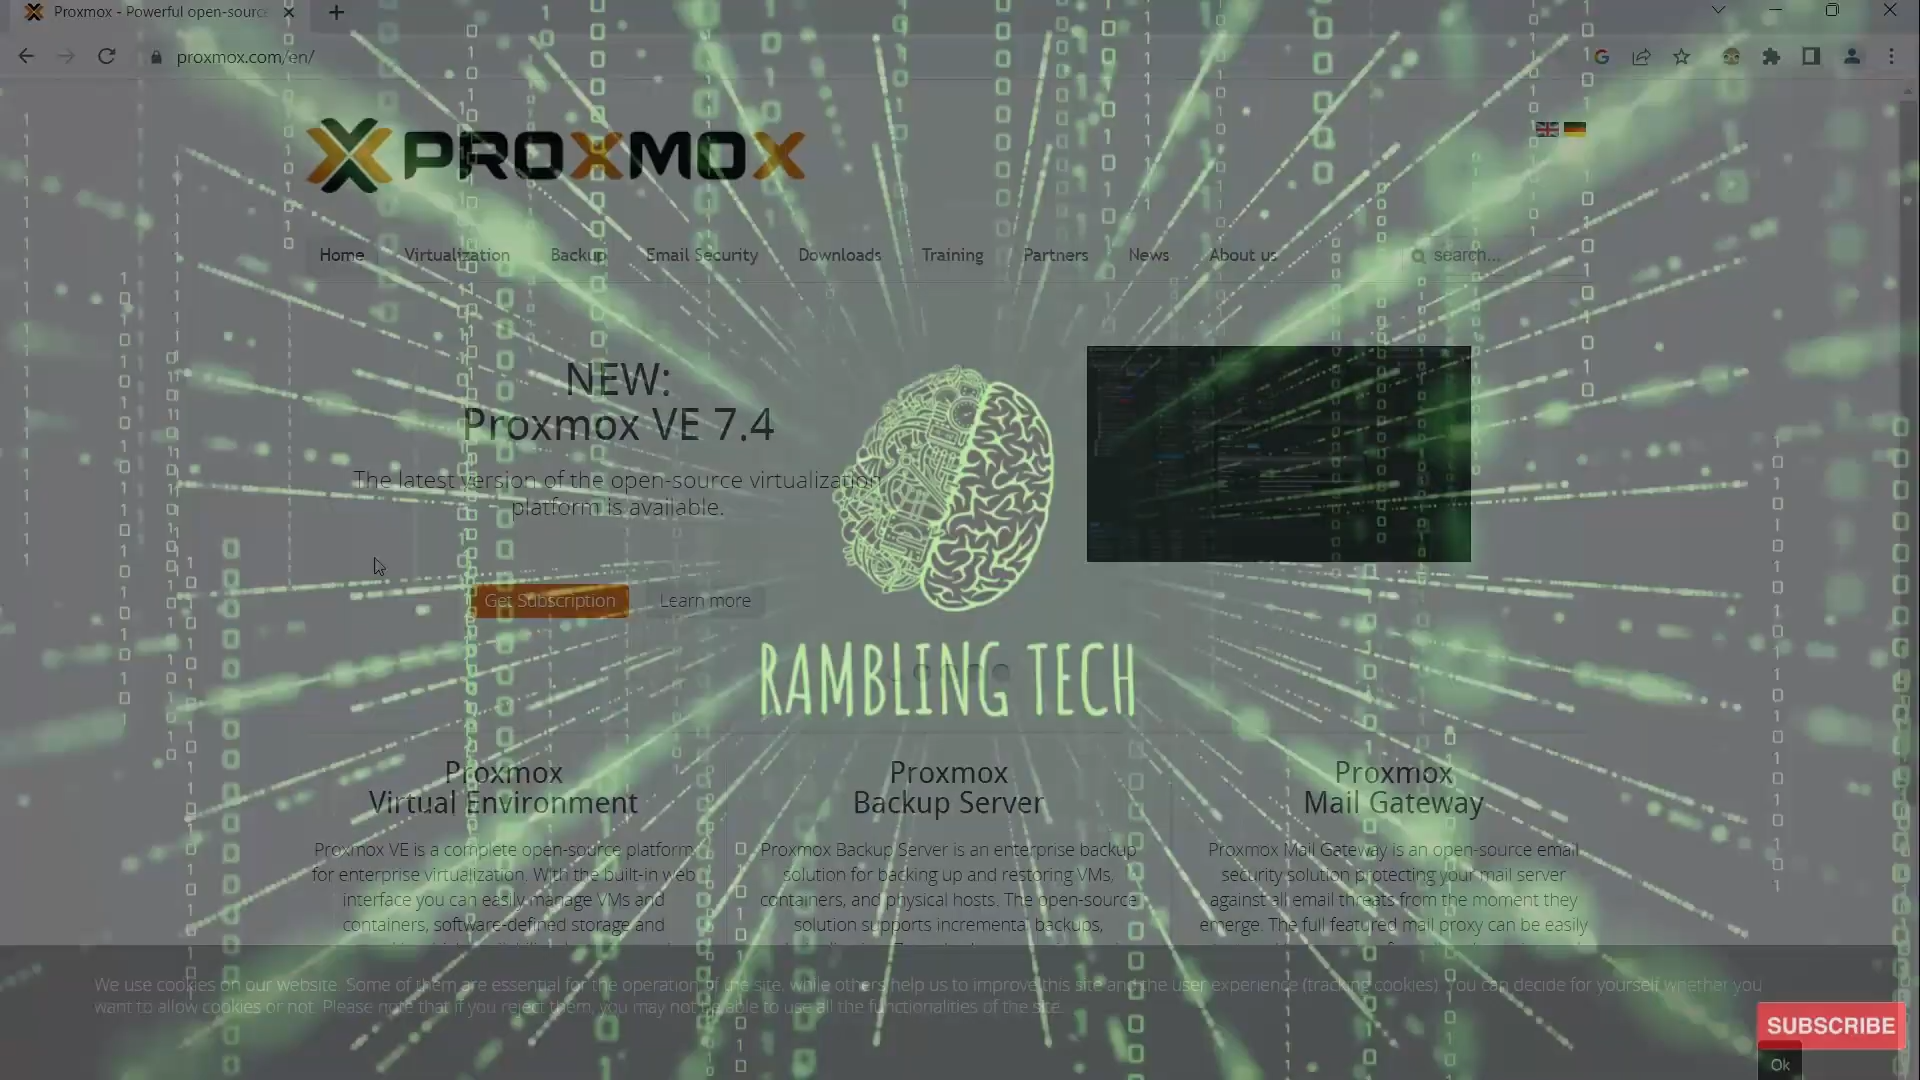 Proxmox - Powerful open-source
proxmox.com/en/
PROXMOX
Home Virtualization Backup Email Security Downloads Training Partners News About us search...
NEW:
Proxmox VE 7.4
The latest version of the open-source virtualization
platform is available.
Get Subscription Learn more
RAMBLING TECH
Proxmox
Virtual Environment
Proxmox VE is a complete open-source platform
for enterprise virtualization. With the built-in web
interface you can easily manage VMs and
containers, software-defined storage and
Proxmox
Backup Server
Proxmox Backup Server is an enterprise backup
solution for backing up and restoring VMs,
containers, and physical hosts. The open-source
solution supports incremental backups,
Proxmox
Mail Gateway
Proxmox Mail Gateway is an open-source email
security solution protecting your mail server
against all email threats from the moment they
emerge. The full featured mail proxy can be easily
We use cookies on our website. Some of them are essential for the operation of the site, while others help us to improve this site and the user experience (tracking cookies). You can decide for yourself whether you
want to allow cookies or not. Please note that if you reject them, you may not be able to use all the functionalities of the site.
SUBSCRIBE
Ok